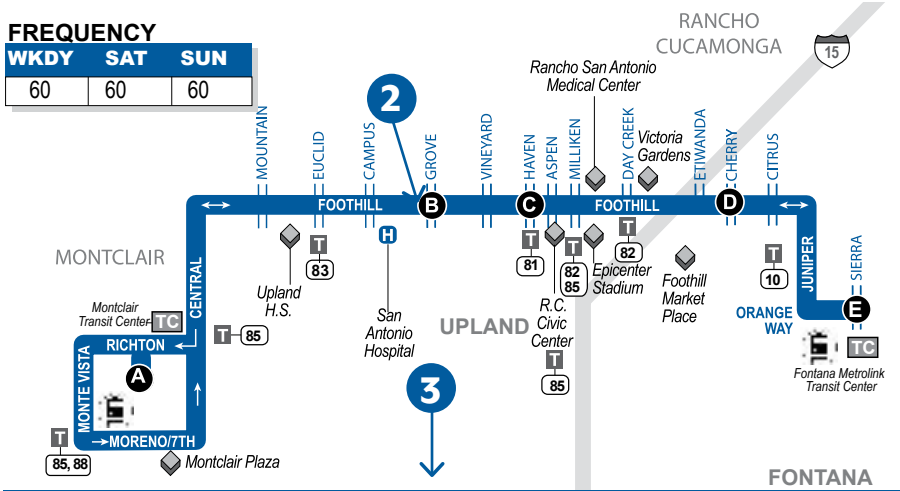 FREQUENCY
WKDY SAT SUN
60 60 60
RANCHO
CUCAMONGA
15
2
Rancho San Antonio
Medical Center
Victoria
Gardens
MOUNTAIN
EUCLID
CAMPUS
GROVE
VINEYARD
HAVEN
ASPEN
MILLIKEN
DAY CREEK
ETIWANDA
CHERRY
CITRUS
FOOTHILL
B
C
FOOTHILL
D
MONTCLAIR
CENTRAL
Upland
H.S.
T
83
H
San
Antonio
Hospital
T
81
T
82
85
R.C.
Civic
Center
T
85
Epicenter
Stadium
T
82
Foothill
Market
Place
T
10
JUNIPER
SIERRA
ORANGE
WAY
E
TC
Fontana Metrolink
Transit Center
UPLAND
Montclair
Transit Center
TC
RICHTON
T
85
A
MONTE VISTA
MORENO/7TH
T
85, 88
Montclair Plaza
3
FONTANA